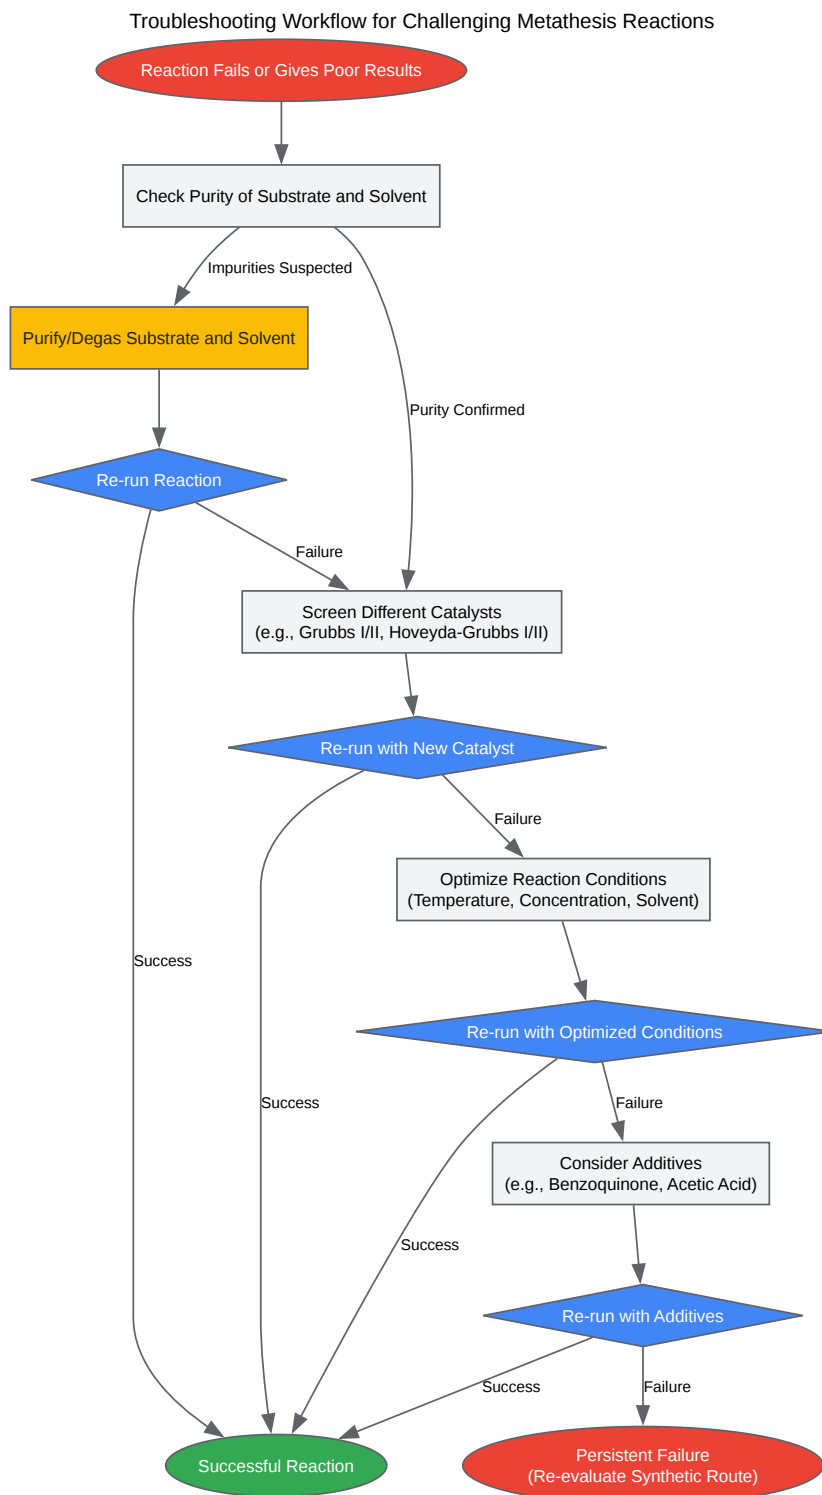 Troubleshooting Workflow for Challenging Metathesis Reactions
Reaction Fails or Gives Poor Results
Check Purity of Substrate and Solvent
Impurities Suspected
Purify/Degas Substrate and Solvent
Purity Confirmed
Re-run Reaction
Failure
Screen Different Catalysts
(e.g., Grubbs I/II, Hoveyda-Grubbs I/II)
Re-run with New Catalyst
Failure
Optimize Reaction Conditions
(Temperature, Concentration, Solvent)
Success
Re-run with Optimized Conditions
Success
Failure
Consider Additives
(e.g., Benzoquinone, Acetic Acid)
Success
Re-run with Additives
Success
Failure
Successful Reaction
Persistent Failure
(Re-evaluate Synthetic Route)